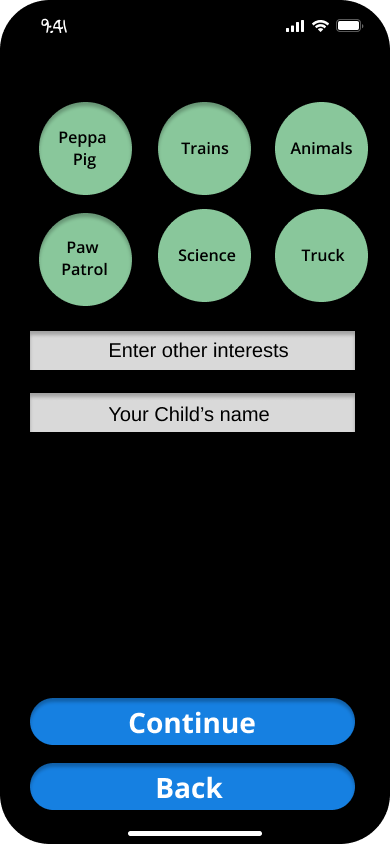 9:41
Peppa
Pig
Trains
Animals
Paw
Patrol
Science
Truck
Enter other interests
Your Child’s name
Continue
Back